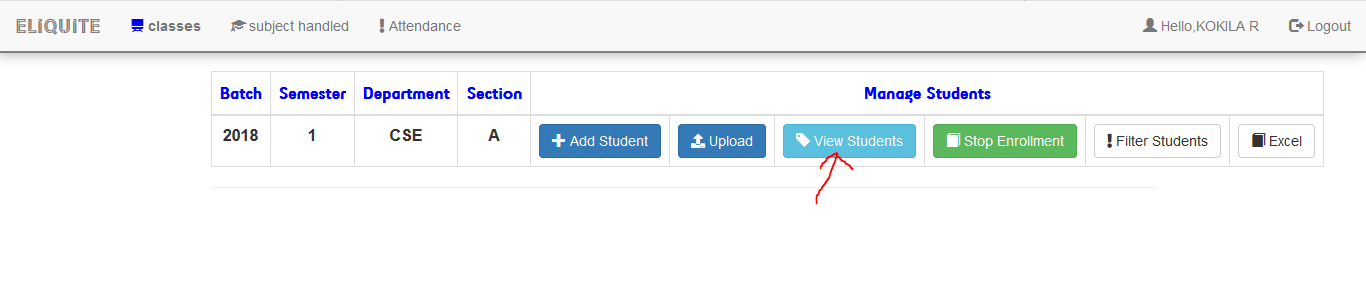 ELiQUiTE classes subject handled Attendance Hello,KOKILA R Logout
Batch Semester Department Section Manage Students
2018 1 CSE A Add Student Upload View Students Stop Enrollment Filter Students Excel